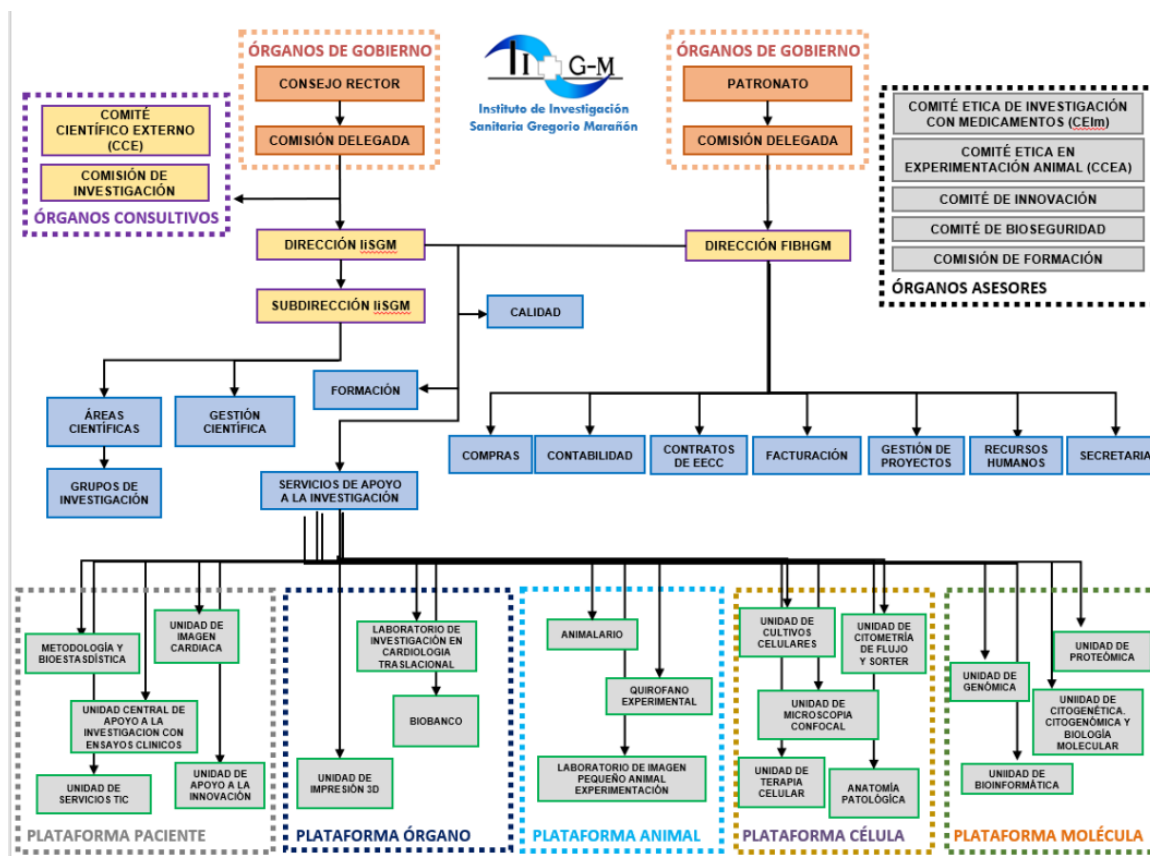 ÓRGANOS DE GOBIERNO
CONSEJO RECTOR
COMISIÓN DELEGADA
IiSG-M
Instituto de Investigación
Sanitaria Gregorio Marañón
ÓRGANOS DE GOBIERNO
PATRONATO
COMISIÓN DELEGADA
COMITÉ
CIENTÍFICO EXTERNO
(CCE)
COMISIÓN DE
INVESTIGACIÓN
ÓRGANOS CONSULTIVOS
COMITÉ ETICA DE INVESTIGACIÓN
CON MEDICAMENTOS (CEIm)
COMITÉ ETICA EN
EXPERIMENTACIÓN ANIMAL (CCEA)
COMITÉ DE INNOVACIÓN
COMITÉ DE BIOSEGURIDAD
COMISIÓN DE FORMACIÓN
ÓRGANOS ASESORES
DIRECCIÓN IiSGM
DIRECCIÓN FIBHGM
SUBDIRECCIÓN IiSGM
CALIDAD
FORMACIÓN
ÁREAS
CIENTÍFICAS
GESTIÓN
CIENTÍFICA
GRUPOS DE
INVESTIGACIÓN
SERVICIOS DE APOYO
A LA INVESTIGACIÓN
COMPRAS
CONTABILIDAD
CONTRATOS
DE EECC
FACTURACIÓN
GESTIÓN DE
PROYECTOS
RECURSOS
HUMANOS
SECRETARIA
METODOLOGÍA Y
BIOESTASDÍSTICA
UNIDAD DE
IMAGEN
CARDIACA
UNIDAD CENTRAL DE
APOYO A LA
INVESTIGACION CON
ENSAYOS CLINICOS
UNIDAD DE
SERVICIOS TIC
UNIDAD DE
APOYO A LA
INNOVACIÓN
PLATAFORMA PACIENTE
LABORATORIO DE
INVESTIGACIÓN EN
CARDIOLOGIA
TRASLACIONAL
BIOBANCO
UNIDAD DE
IMPRESIÓN 3D
PLATAFORMA ÓRGANO
ANIMALARIO
QUIROFANO
EXPERIMENTAL
LABORATORIO DE IMAGEN
PEQUEÑO ANIMAL
EXPERIMENTACIÓN
PLATAFORMA ANIMAL
UNIDAD DE
CULTIVOS
CELULARES
UNIDAD DE
CITOMETRÍA
DE FLUJO
Y SORTER
UNIDAD DE
MICROSCOPIA
CONFOCAL
UNIDAD DE
TERAPIA
CELULAR
ANATOMÍA
PATOLÓGÍCA
PLATAFORMA CÉLULA
UNIDAD DE
PROTEÓMICA
UNIDAD DE
GENÓMICA
UNIIDAD DE
CITOGENÉTICA.
CITOGENÓMICA Y
BIOLOGÍA
MOLECULAR
UNIIDAD DE
BIOINFORMÁTICA
PLATAFORMA MOLÉCULA